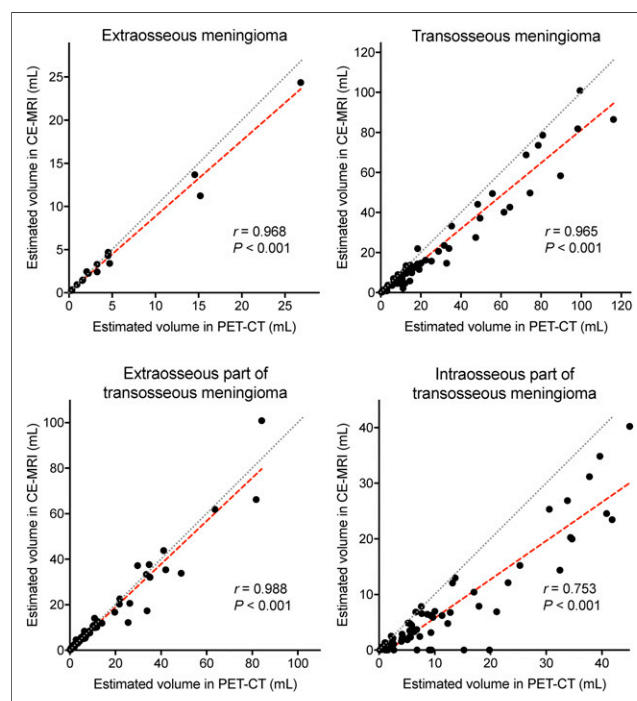 Extraosseous meningioma
Estimated volume in CE-MRI (mL)
25
20
15
10
5
0
0 5 10 15 20 25
r = 0.968
P < 0.001
Estimated volume in PET-CT (mL)
Transosseous meningioma
Estimated volume in CE-MRI (mL)
120
100
80
60
40
20
0
0 20 40 60 80 100 120
r = 0.965
P < 0.001
Estimated volume in PET-CT (mL)
Extraosseous part of
transosseous meningioma
Estimated volume in CE-MRI (mL)
100
80
60
40
20
0
0 20 40 60 80 100
r = 0.988
P < 0.001
Estimated volume in PET-CT (mL)
Intraosseous part of
transosseous meningioma
Estimated volume in CE-MRI (mL)
40
30
20
10
0
0 10 20 30 40
r = 0.753
P < 0.001
Estimated volume in PET-CT (mL)